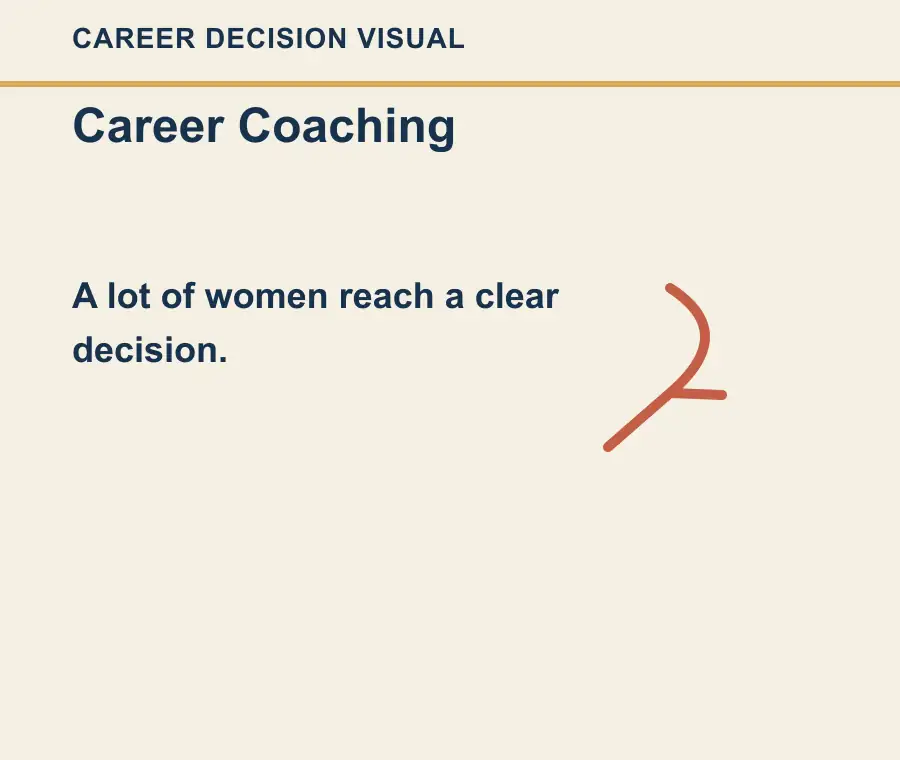 CAREER DECISION VISUAL
Career Coaching
A lot of women reach a clear
decision.